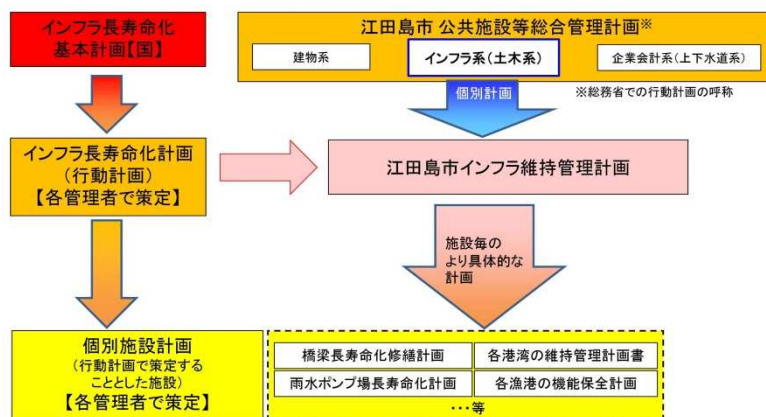 インフラ長寿命化
基本計画【国】
江田島市 公共施設等総合管理計画※
建物系
インフラ系(土木系)
企業会計系(上下水道系)
個別計画
※総務省での行動計画の呼称
インフラ長寿命化計画
(行動計画)
【各管理者で策定】
江田島市インフラ維持管理計画
施設毎の
より具体的な
計画
個別施設計画
(行動計画で策定する
こととした施設)
【各管理者で策定】
橋梁長寿命化修繕計画
各港湾の維持管理計画書
雨水ポンプ場長寿命化計画
各漁港の機能保全計画
・・・等